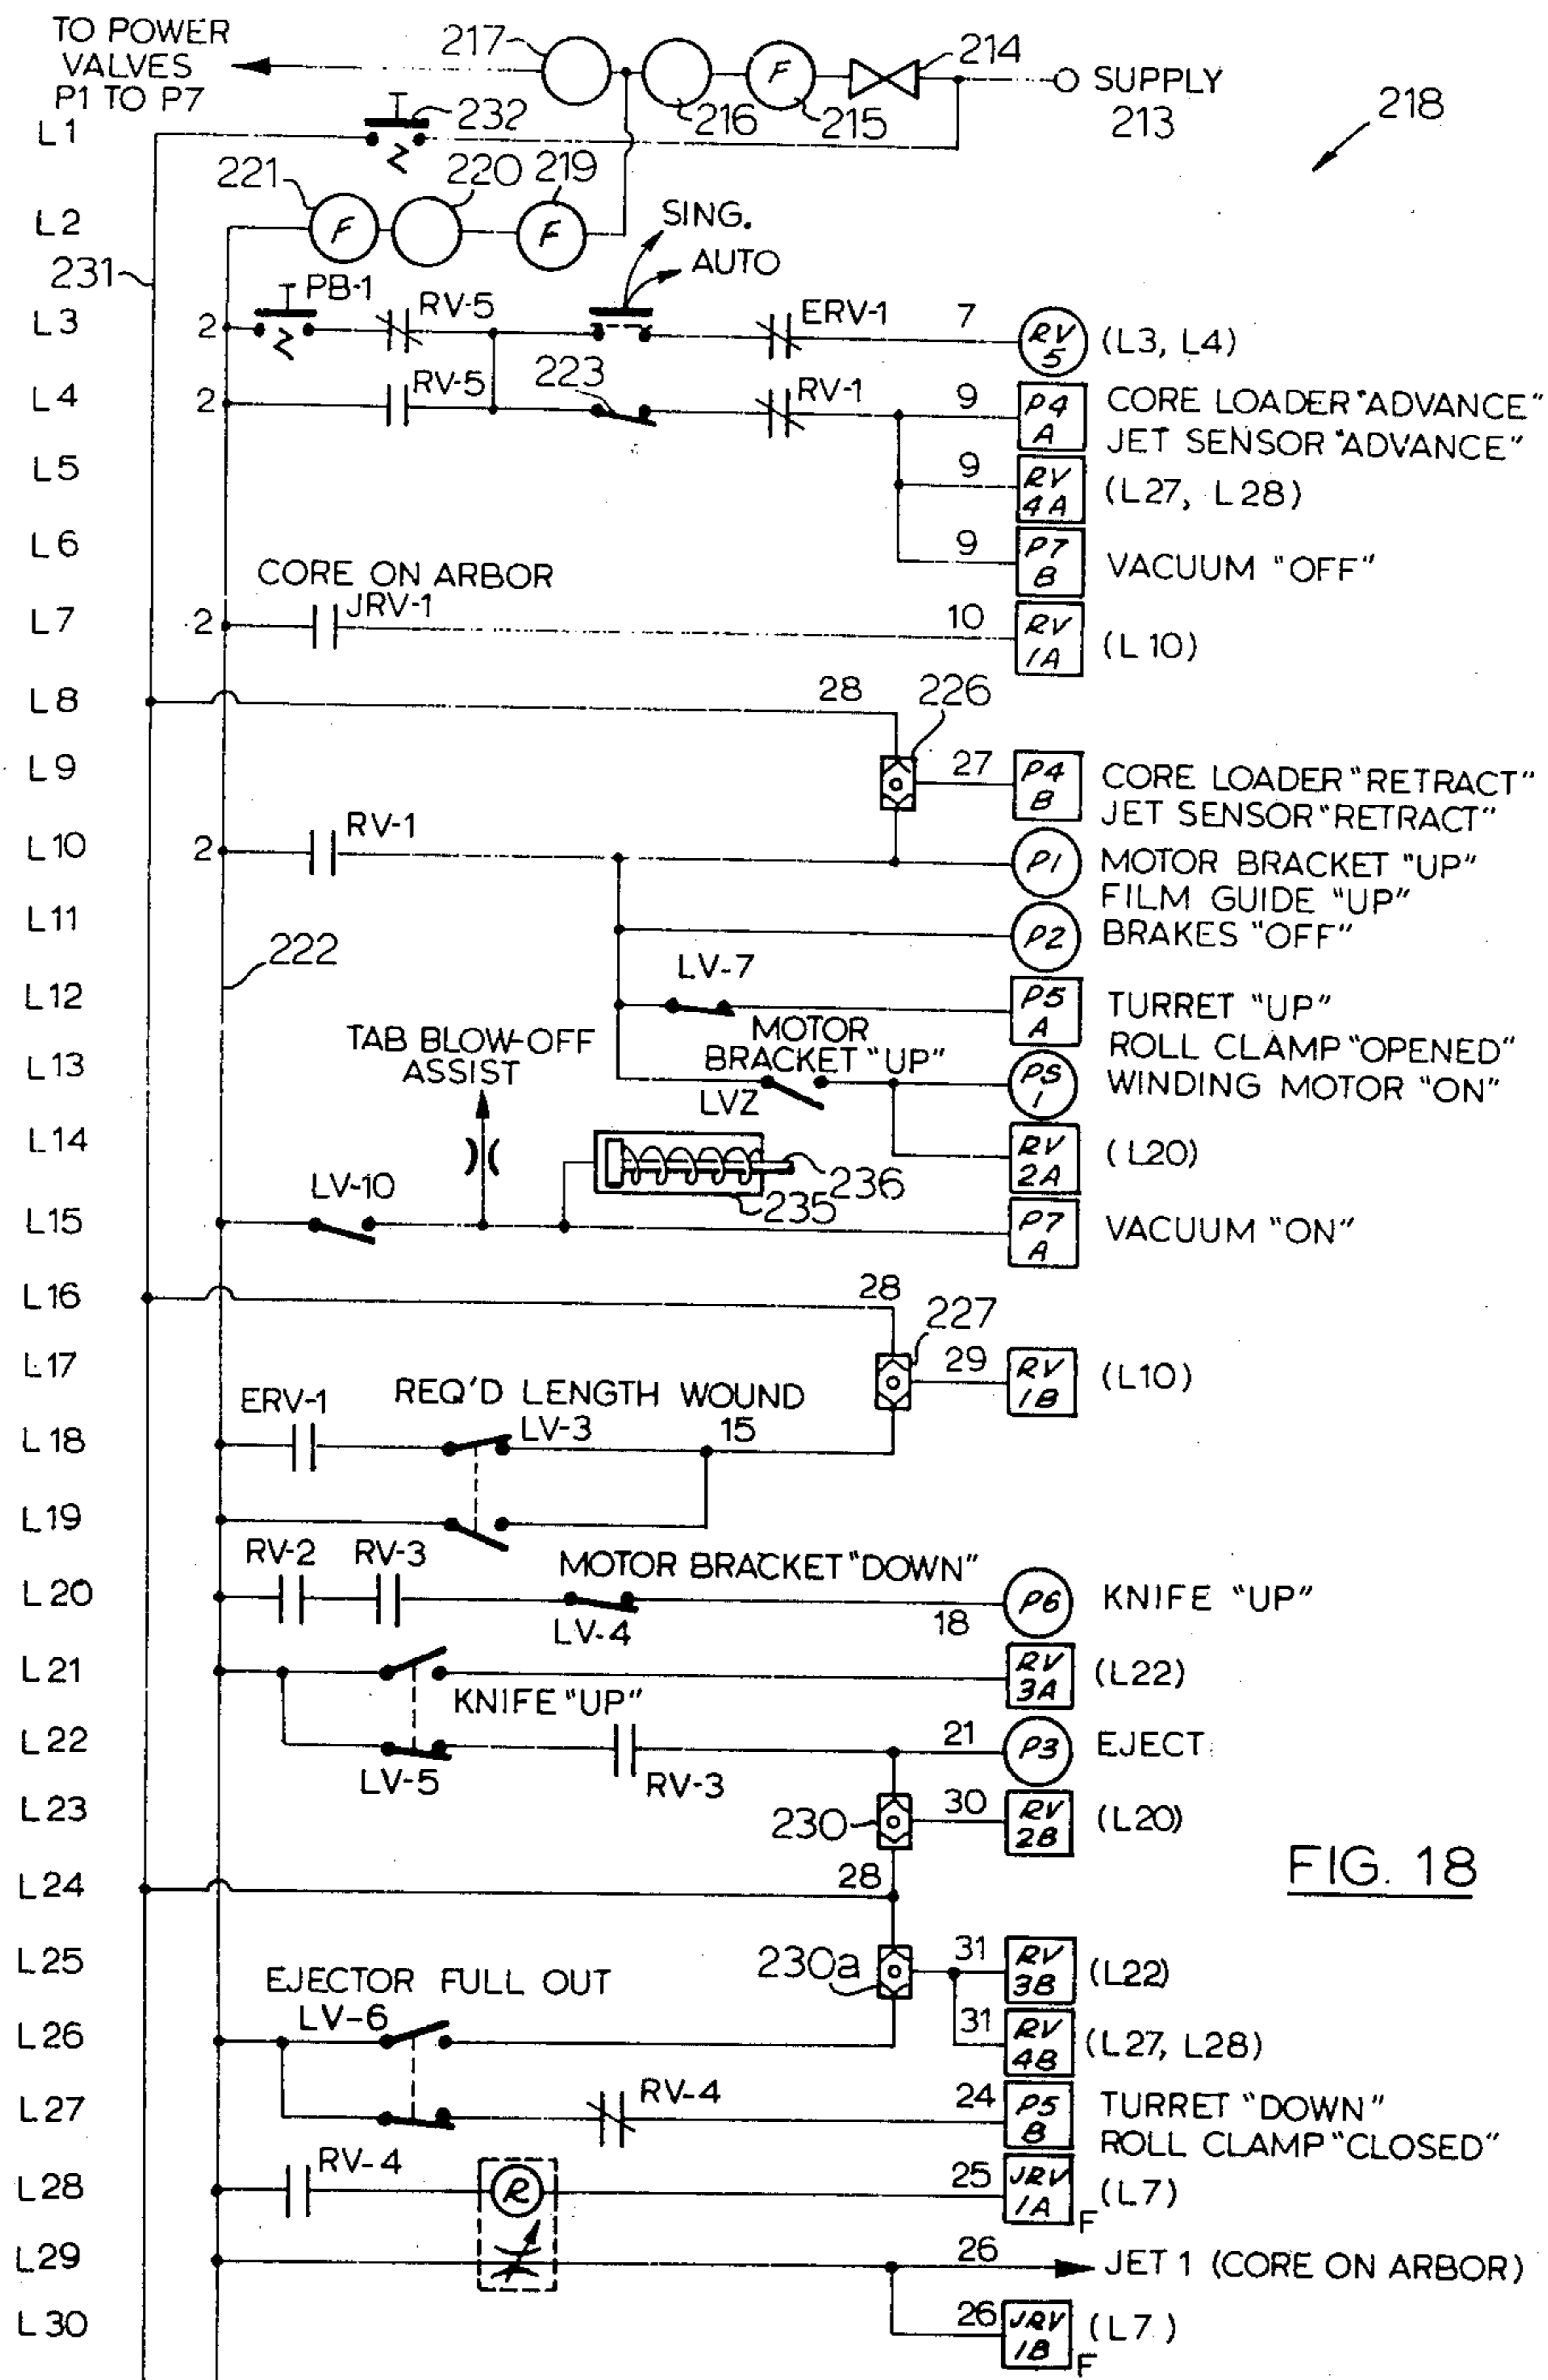 TO POWER
VALVES
P1 TO P7
217
216
F
215
214
SUPPLY
213
218
L1
232
L2
221
F
220
219
F
SING.
AUTO
231
L3
2
PB-1
RV-5
ERV-1
7
RV
5
(L3, L4)
L4
2
RV-5
223
RV-1
9
P4
A
CORE LOADER "ADVANCE"
JET SENSOR "ADVANCE"
L5
9
RV
4A
(L27, L28)
L6
9
P7
B
VACUUM "OFF"
CORE ON ARBOR
L7
2
JRV-1
10
RV
1A
(L10)
L8
28
226
L9
27
P4
B
CORE LOADER "RETRACT"
JET SENSOR "RETRACT"
L10
2
RV-1
P1
MOTOR BRACKET "UP"
FILM GUIDE "UP"
L11
P2
BRAKES "OFF"
222
L12
LV-7
P5
A
TURRET "UP"
ROLL CLAMP "OPENED"
TAB BLOW-OFF
ASSIST
L13
MOTOR
BRACKET "UP"
LV2
PS
1
WINDING MOTOR "ON"
L14
236
235
RV
2A
(L20)
L15
LV-10
P7
A
VACUUM "ON"
L16
28
227
L17
29
RV
1B
(L10)
REQ'D LENGTH WOUND
L18
ERV-1
LV-3
15
L19
L20
RV-2
RV-3
MOTOR BRACKET "DOWN"
LV-4
18
P6
KNIFE "UP"
L21
RV
3A
(L22)
KNIFE "UP"
L22
LV-5
RV-3
21
P3
EJECT
L23
230
30
RV
2B
(L20)
FIG. 18
L24
28
L25
230a
31
RV
3B
(L22)
EJECTOR FULL OUT
L26
LV-6
31
RV
4B
(L27, L28)
L27
RV-4
24
P5
B
TURRET "DOWN"
ROLL CLAMP "CLOSED"
L28
RV-4
R
25
JRV
1A
F
(L7)
L29
26
JET 1 (CORE ON ARBOR)
L30
26
JRV
1B
F
(L7)